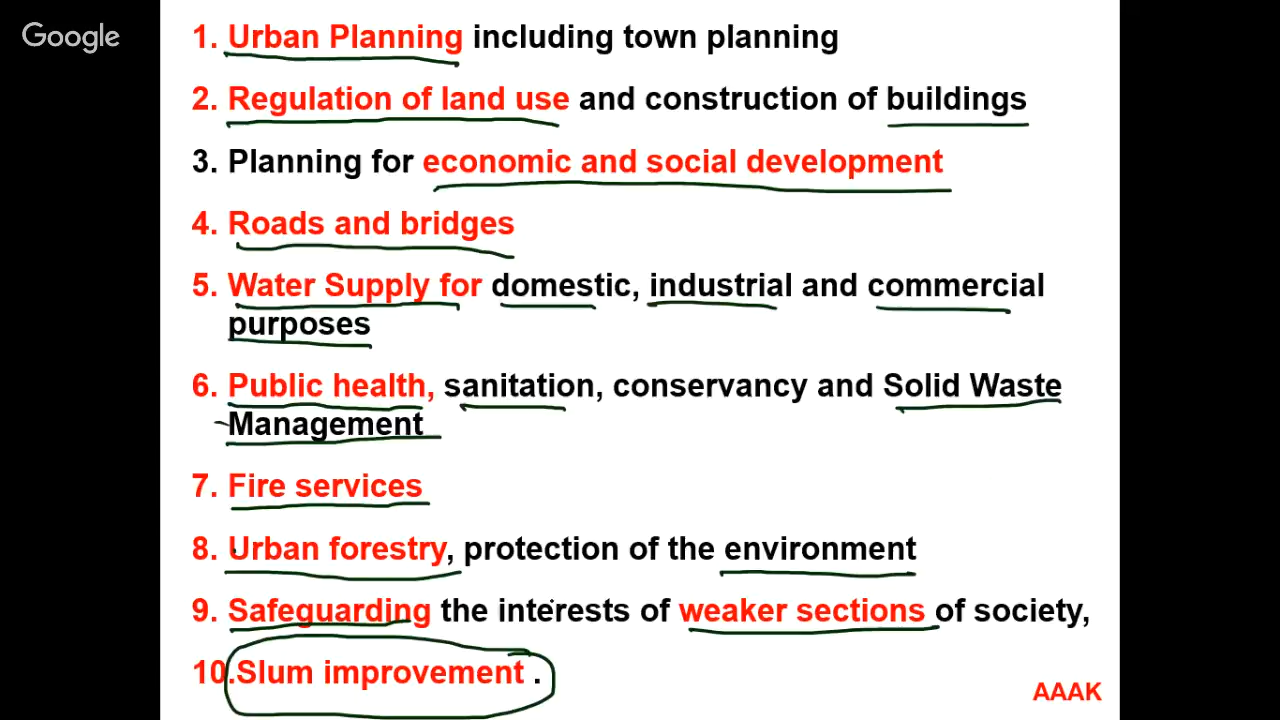 Google
1. Urban Planning including town planning
2. Regulation of land use and construction of buildings
3. Planning for economic and social development
4. Roads and bridges
5. Water Supply for domestic, industrial and commercial
purposes
6. Public health, sanitation, conservancy and Solid Waste
Management
7. Fire services
8. Urban forestry, protection of the environment
9. Safeguarding the interests of weaker sections of society,
10.Slum improvement .
AAAK